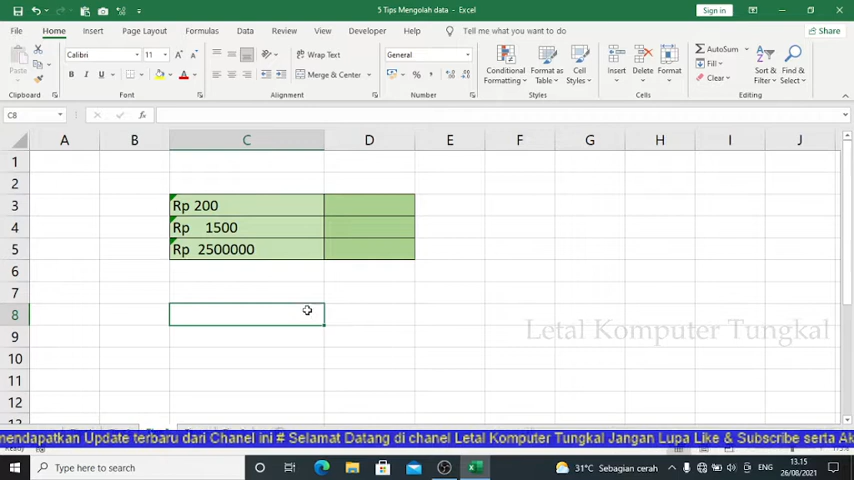 5 Tips Mengolah data - Excel
Sign in
File Home Insert Page Layout Formulas Data Review View Developer Help Tell me what you want to do Share
Paste Calibri 11 Wrap Text General Conditional Formatting Format as Table Cell Styles Insert Delete Format AutoSum Sort & Filter Find & Select
Merge & Center Fill Clear
Clipboard Font Alignment Number Styles Cells Editing
C8
A B C D E F G H I J
1
2
3 Rp 200
4 Rp 1500
5 Rp 2500000
6
7
8
9
10
11
12
Letal Komputer Tungkal
mendapatkan Update terbaru dari Chanel ini # Selamat Datang di chanel Letal Komputer Tungkal Jangan Lupa Like & Subscribe serta Ak
Type here to search
31°C Sebagian cerah ENG 13.15
26/08/2021